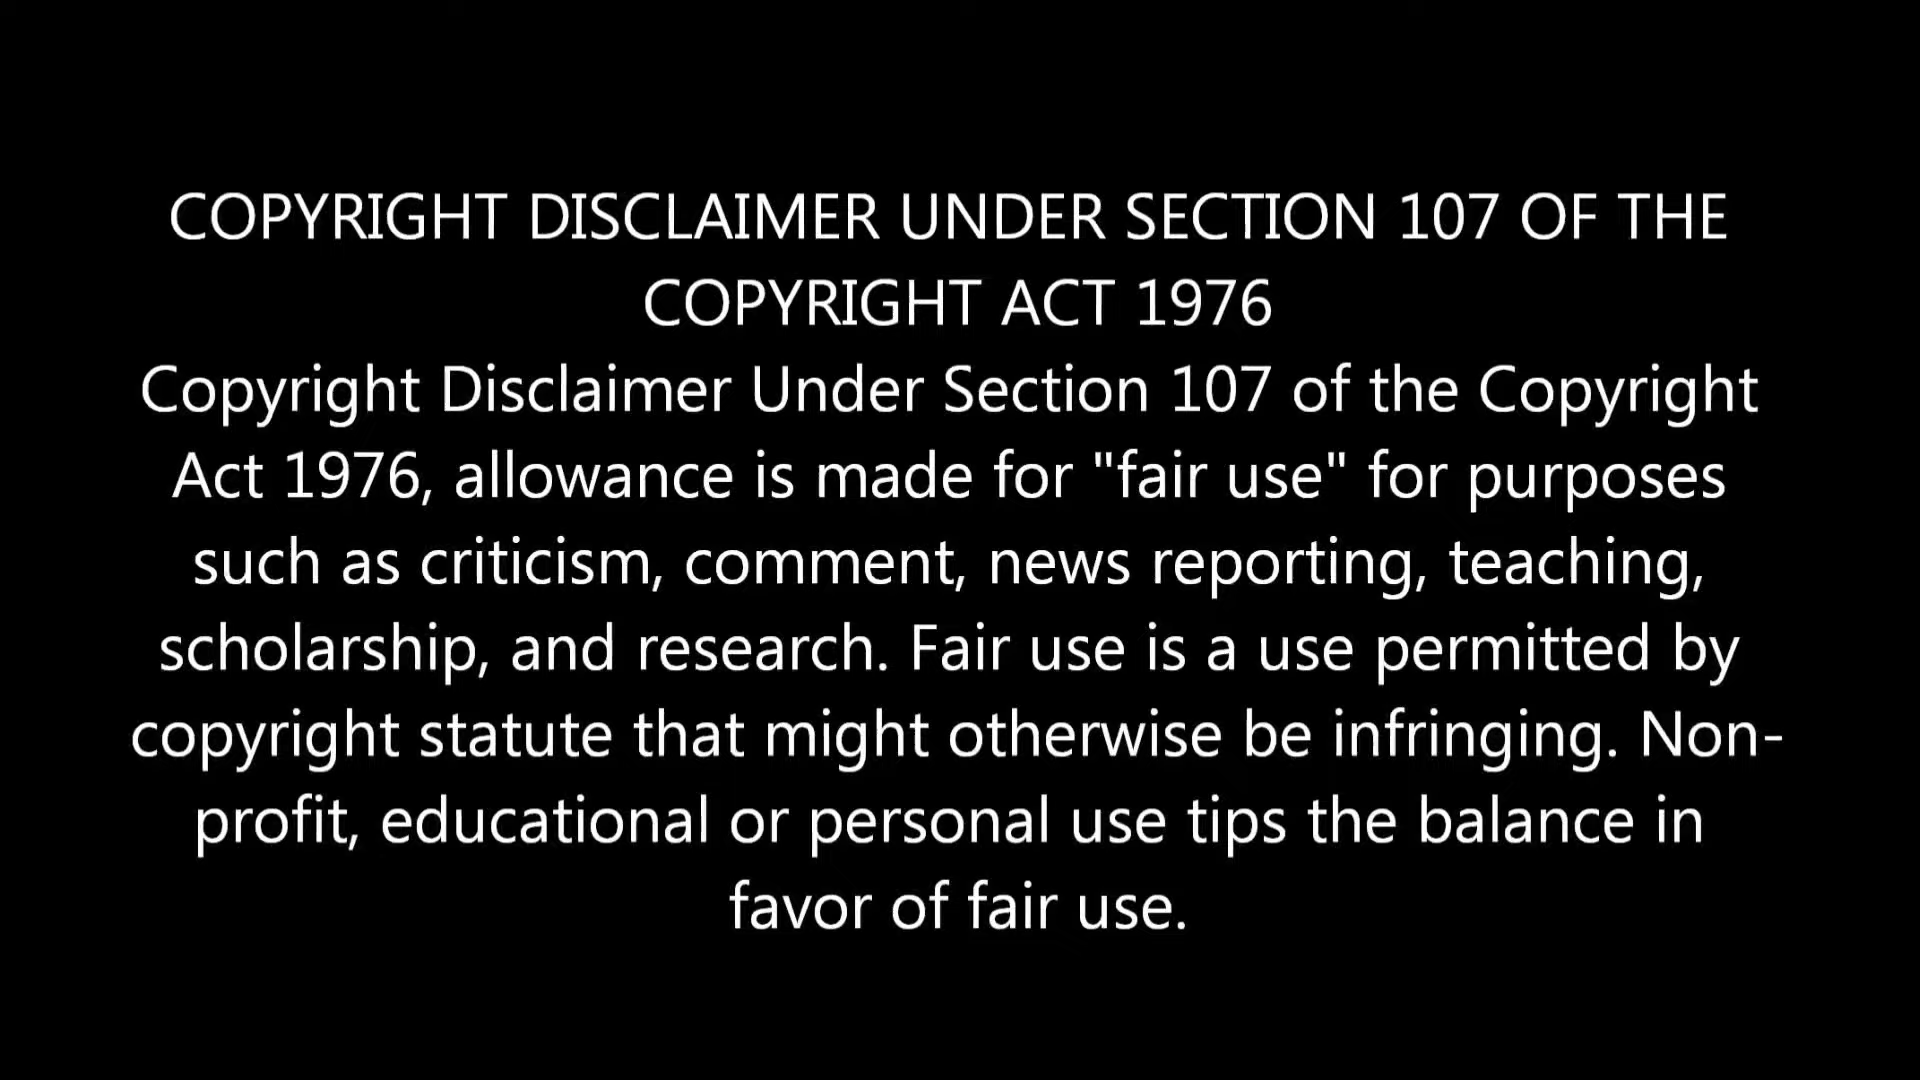 COPYRIGHT DISCLAIMER UNDER SECTION 107 OF THE
COPYRIGHT ACT 1976
Copyright Disclaimer Under Section 107 of the Copyright
Act 1976, allowance is made for "fair use" for purposes
such as criticism, comment, news reporting, teaching,
scholarship, and research. Fair use is a use permitted by
copyright statute that might otherwise be infringing. Non-
profit, educational or personal use tips the balance in
favor of fair use.